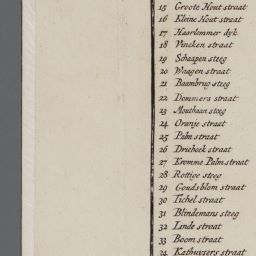 15 Groote Hout straat
16 Kleine Hout straat
17 Haarlemmer dyk
18 Vincken straat
19 Schaapen steeg
20 Waagen straat
21 Baambrug steeg
22 Dommers straat
23 Mouthaan steeg
24 Oranje straat
25 Palm straat
26 Driehoek straat
27 Kromme Palm straat
28 Rottige steeg
29 Goudsblom straat
30 Tichel straat
31 Blindemans steeg
32 Linde straat
33 Boom straat
34 Kathuysers straat